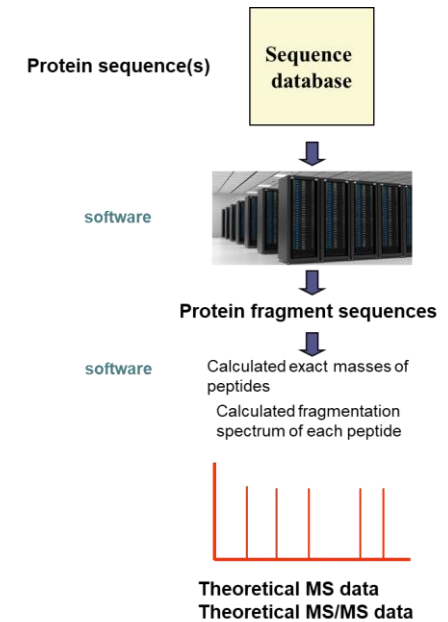 Protein sequence(s)
Sequence
database
software
Protein fragment sequences
software
Calculated exact masses of
peptides
Calculated fragmentation
spectrum of each peptide
Theoretical MS data
Theoretical MS/MS data